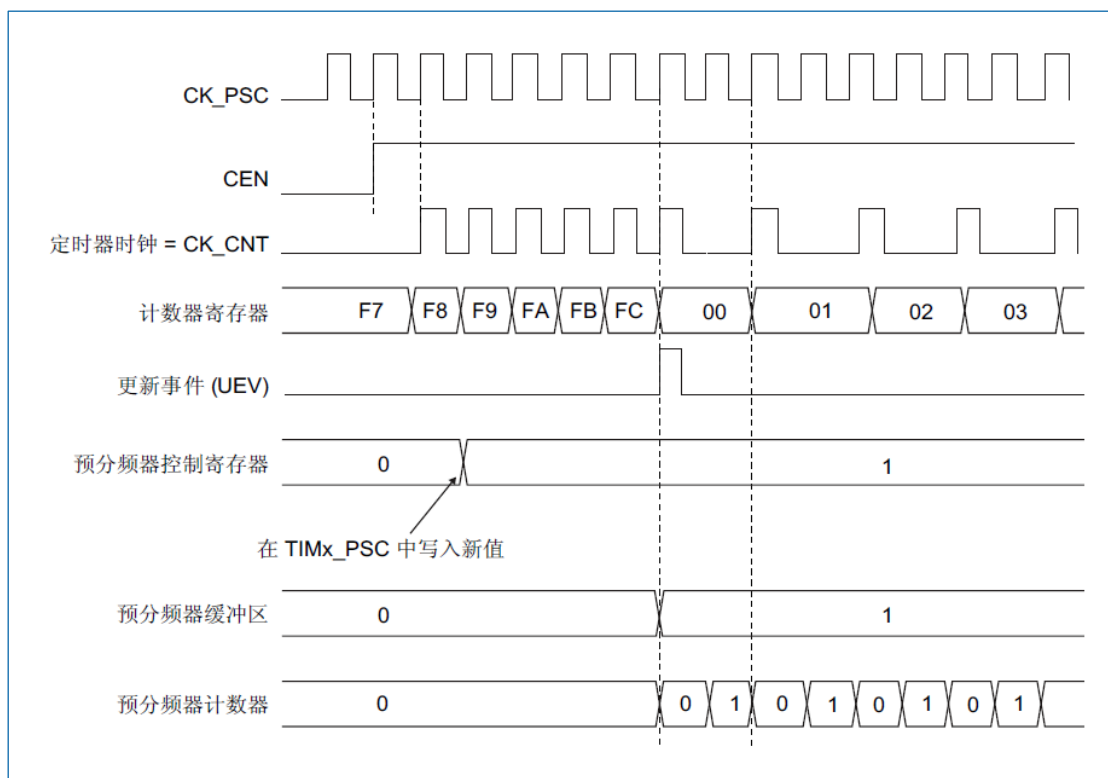 CK_PSC
CEN
定时器时钟 = CK_CNT
计数器寄存器 F7 F8 F9 FA FB FC 00 01 02 03
更新事件 (UEV)
预分频器控制寄存器 0 1
在 TIMx_PSC 中写入新值
预分频器缓冲区 0 1
预分频器计数器 0 0 1 0 1 0 1 0 1